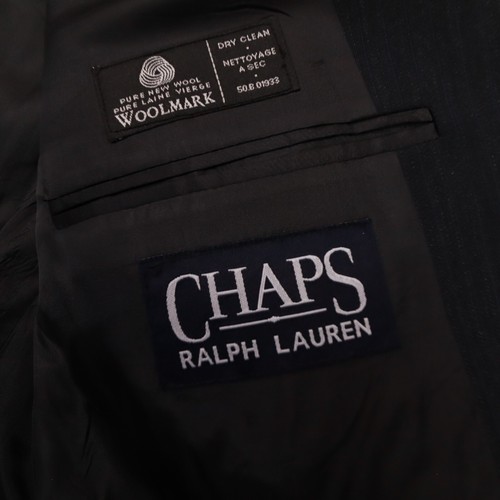 PURE NEW WOOL
PURE LAINE VIERGE
WOOLMARK
DRY CLEAN
•
NETTOYAGE
A SEC
•
50.B 01933
CHAPS
RALPH LAUREN